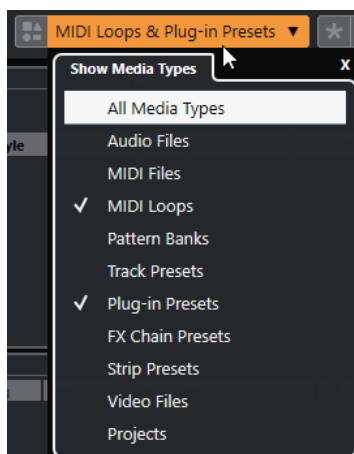 MIDI Loops & Plug-in Presets ▼
Show Media Types x
All Media Types
yle
Audio Files
MIDI Files
✓ MIDI Loops
Pattern Banks
Track Presets
✓ Plug-in Presets
FX Chain Presets
Strip Presets
Video Files
Projects